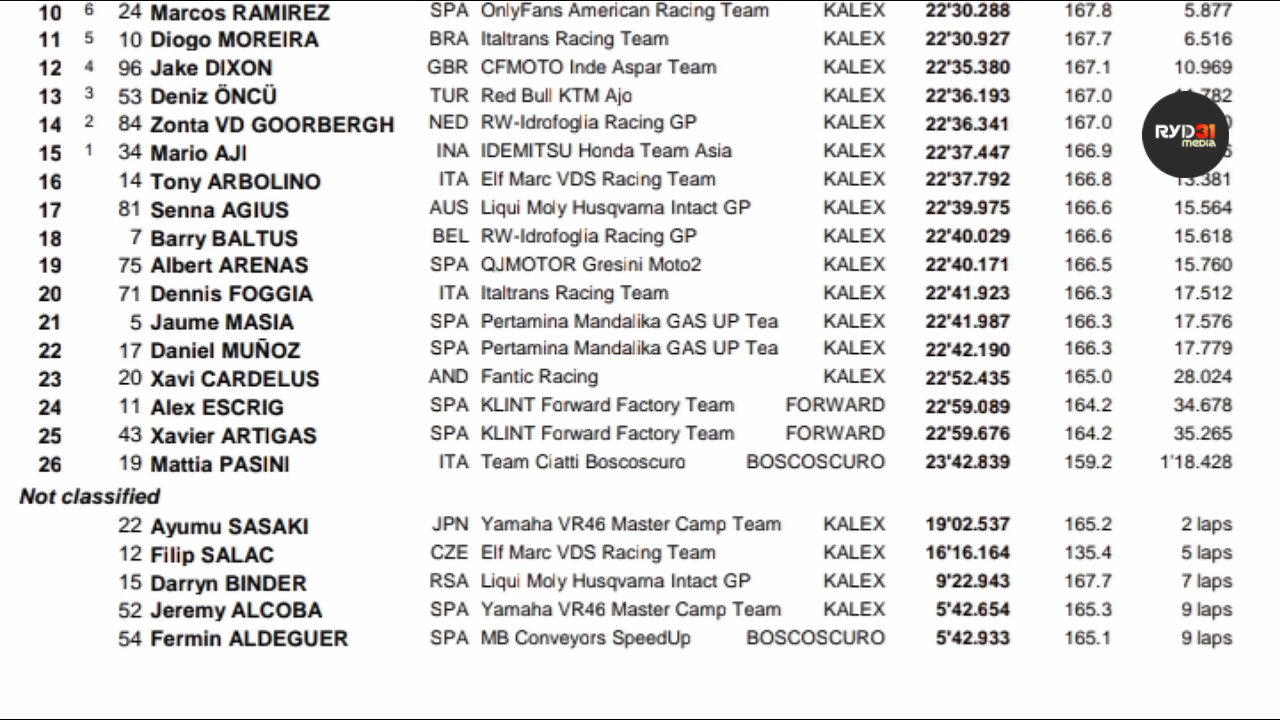 10 6 24 Marcos RAMIREZ SPA OnlyFans American Racing Team KALEX 22'30.288 167.8 5.877
11 5 10 Diogo MOREIRA BRA Italtrans Racing Team KALEX 22'30.927 167.7 6.516
12 4 96 Jake DIXON GBR CFMOTO Inde Aspar Team KALEX 22'35.380 167.1 10.969
13 3 53 Deniz ÖNCÜ TUR Red Bull KTM Ajo KALEX 22'36.193 167.0
14 2 84 Zonta VD GOORBERGH NED RW-Idrofoglia Racing GP KALEX 22'36.341 167.0
15 1 34 Mario AJI INA IDEMITSU Honda Team Asia KALEX 22'37.447 166.9
RYD31
media
16 14 Tony ARBOLINO ITA Elf Marc VDS Racing Team KALEX 22'37.792 166.8 13.381
17 81 Senna AGIUS AUS Liqui Moly Husqvarna Intact GP KALEX 22'39.975 166.6 15.564
18 7 Barry BALTUS BEL RW-Idrofoglia Racing GP KALEX 22'40.029 166.6 15.618
19 75 Albert ARENAS SPA QJMOTOR Gresini Moto2 KALEX 22'40.171 166.5 15.760
20 71 Dennis FOGGIA ITA Italtrans Racing Team KALEX 22'41.923 166.3 17.512
21 5 Jaume MASIA SPA Pertamina Mandalika GAS UP Tea KALEX 22'41.987 166.3 17.576
22 17 Daniel MUÑOZ SPA Pertamina Mandalika GAS UP Tea KALEX 22'42.190 166.3 17.779
23 20 Xavi CARDELUS AND Fantic Racing KALEX 22'52.435 165.0 28.024
24 11 Alex ESCRIG SPA KLINT Forward Factory Team FORWARD 22'59.089 164.2 34.678
25 43 Xavier ARTIGAS SPA KLINT Forward Factory Team FORWARD 22'59.676 164.2 35.265
26 19 Mattia PASINI ITA Team Ciatti Boscoscuro BOSCOSCURO 23'42.839 159.2 1'18.428
Not classified
22 Ayumu SASAKI JPN Yamaha VR46 Master Camp Team KALEX 19'02.537 165.2 2 laps
12 Filip SALAC CZE Elf Marc VDS Racing Team KALEX 16'16.164 135.4 5 laps
15 Darryn BINDER RSA Liqui Moly Husqvarna Intact GP KALEX 9'22.943 167.7 7 laps
52 Jeremy ALCOBA SPA Yamaha VR46 Master Camp Team KALEX 5'42.654 165.3 9 laps
54 Fermin ALDEGUER SPA MB Conveyors SpeedUp BOSCOSCURO 5'42.933 165.1 9 laps